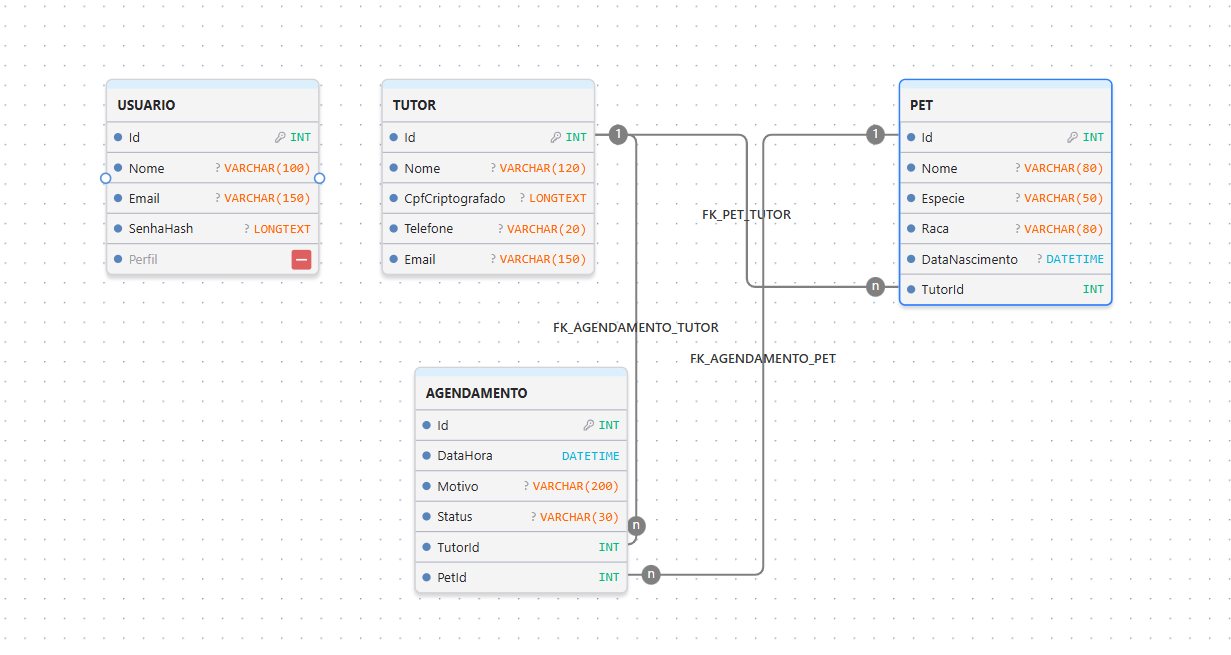 USUARIO
Id INT
Nome ? VARCHAR(100)
Email ? VARCHAR(150)
SenhaHash ? LONGTEXT
Perfil
TUTOR
Id INT
Nome ? VARCHAR(120)
CpfCriptografado ? LONGTEXT
Telefone ? VARCHAR(20)
Email ? VARCHAR(150)
1
1
PET
Id INT
Nome ? VARCHAR(80)
Especie ? VARCHAR(50)
Raca ? VARCHAR(80)
DataNascimento ? DATETIME
TutorId INT
FK_PET_TUTOR
n
FK_AGENDAMENTO_TUTOR
FK_AGENDAMENTO_PET
AGENDAMENTO
Id INT
DataHora DATETIME
Motivo ? VARCHAR(200)
Status ? VARCHAR(30)
TutorId INT
PetId INT
n
n